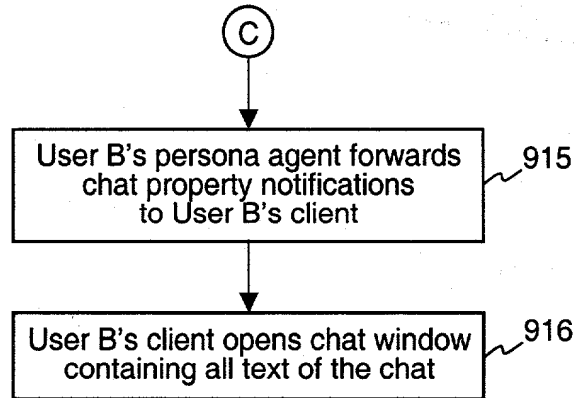 C
User B's persona agent forwards
chat property notifications
to User B's client
915
User B's client opens chat window
containing all text of the chat
916